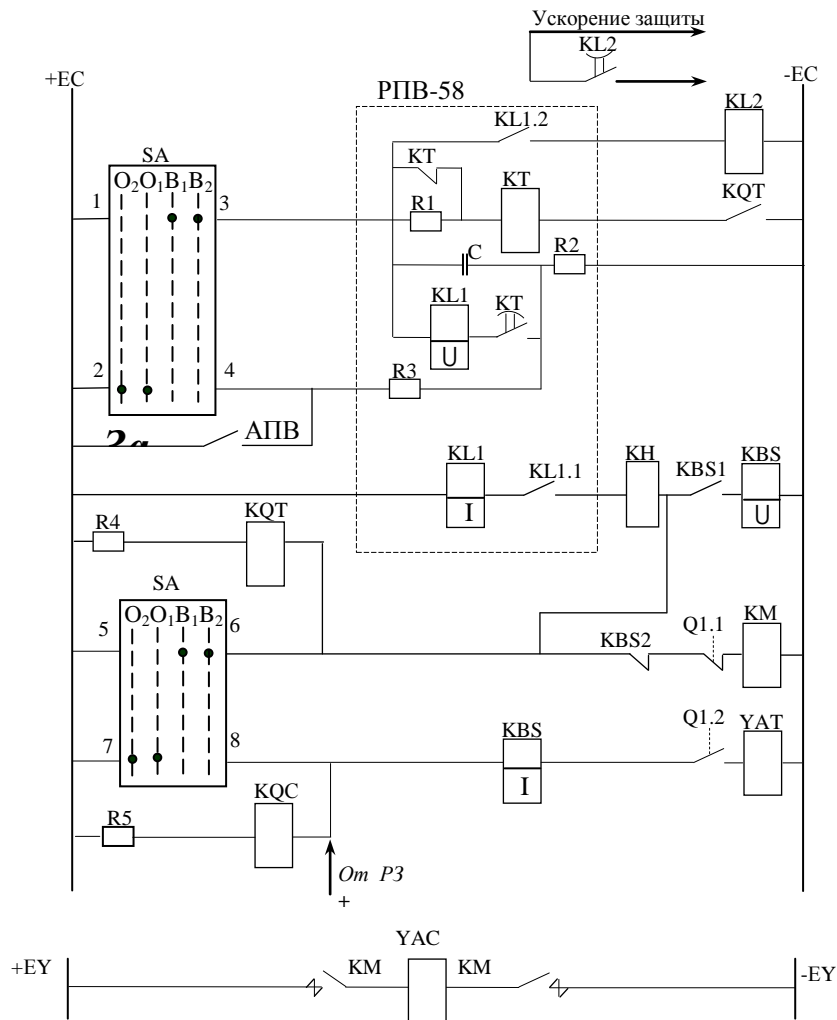 Ускорение защиты
KL2
+EC
-EC
РПВ-58
KL2
KL1.2
SA
KT
O₂O₁B₁B₂
KT
KQT
1
3
R1
C
R2
KL1
KT
U
2
4
R3
АПВ
KL1
KH
KBS
KBS1
KL1.1
I
U
R4
KQT
SA
O₂O₁B₁B₂
5
6
Q1.1
KM
KBS2
7
8
KBS
Q1.2
YAT
I
KQC
R5
От РЗ
+
YAC
+EY
KM
KM
-EY